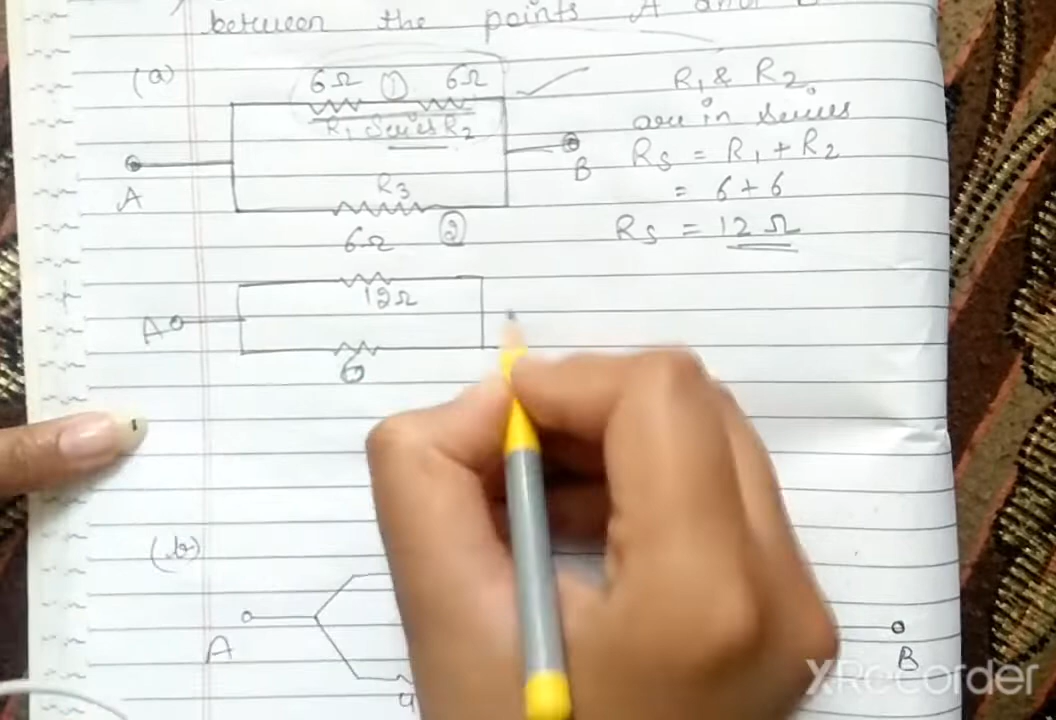 between the points A and
(a) 6Ω ① 6Ω R1 & R2
R1 Series R2 are in series
A B RS = R1 + R2
R3 = 6 + 6
6Ω ② RS = 12 Ω
12Ω
A
6
(b)
A B
4
XRecorder